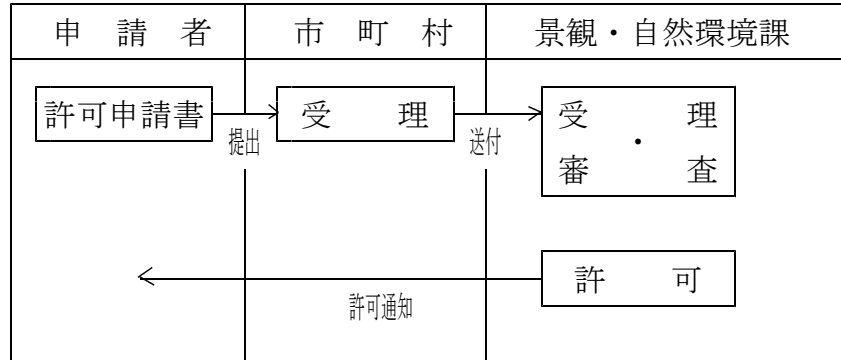 申請者 市町村 景観・自然環境課
許可申請書 受理 受理
提出 送付 ・
審査
許可
許可通知